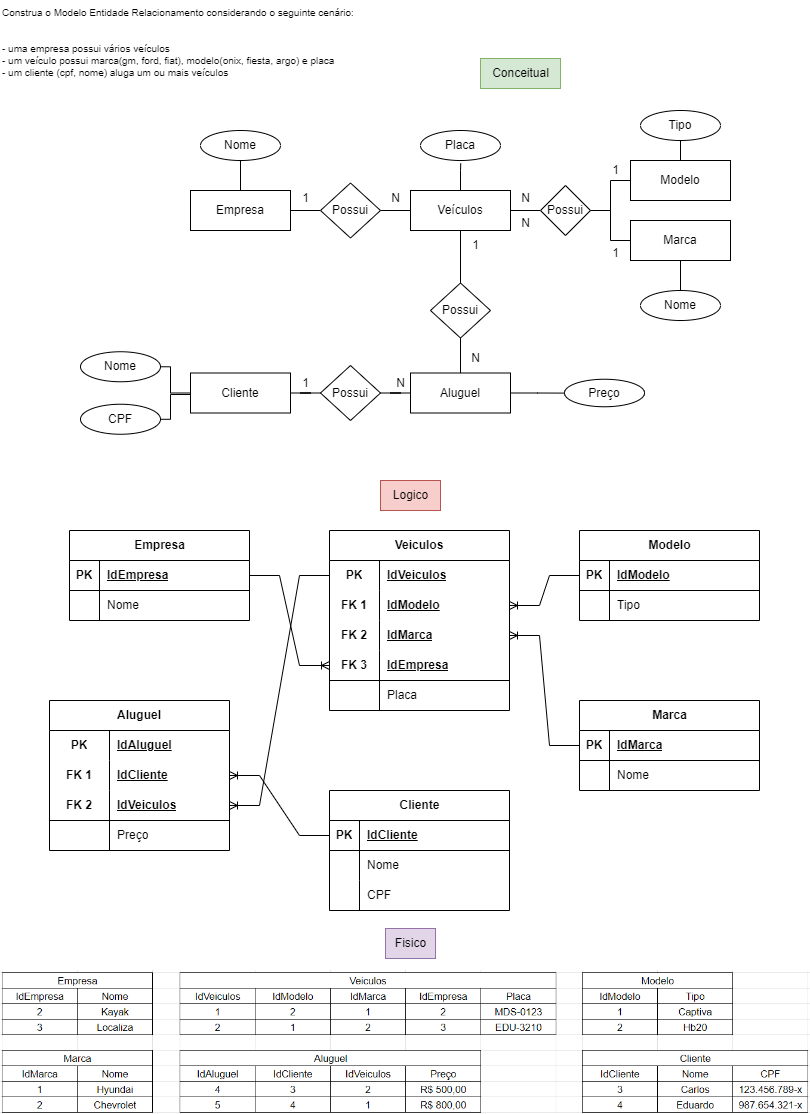 Construa o Modelo Entidade Relacionamento considerando o seguinte cenário:
- uma empresa possui vários veículos
- um veículo possui marca(gm, ford, fiat), modelo(onix, fiesta, argo) e placa
- um cliente (cpf, nome) aluga um ou mais veículos
Conceitual
Nome
Placa
Tipo
Empresa
1
Possui
N
Veículos
N
N
Possui
1
1
Modelo
Marca
Nome
1
Possui
N
Nome
CPF
Cliente
1
Possui
N
Aluguel
Preço
Logico
Empresa
PK IdEmpresa
Nome
Veiculos
PK IdVeiculos
FK 1 IdModelo
FK 2 IdMarca
FK 3 IdEmpresa
Placa
Modelo
PK IdModelo
Tipo
Aluguel
PK IdAluguel
FK 1 IdCliente
FK 2 IdVeiculos
Preço
Marca
PK IdMarca
Nome
Cliente
PK IdCliente
Nome
CPF
Fisico
Empresa
IdEmpresa Nome
2 Kayak
3 Localiza
Veiculos
IdVeiculos IdModelo IdMarca IdEmpresa Placa
1 2 1 2 MDS-0123
2 1 2 3 EDU-3210
Modelo
IdModelo Tipo
1 Captiva
2 Hb20
Marca
IdMarca Nome
1 Hyundai
2 Chevrolet
Aluguel
IdAluguel IdCliente IdVeiculos Preço
4 3 2 R$ 500,00
5 4 1 R$ 800,00
Cliente
IdCliente Nome CPF
3 Carlos 123.456.789-x
4 Eduardo 987.654.321-x